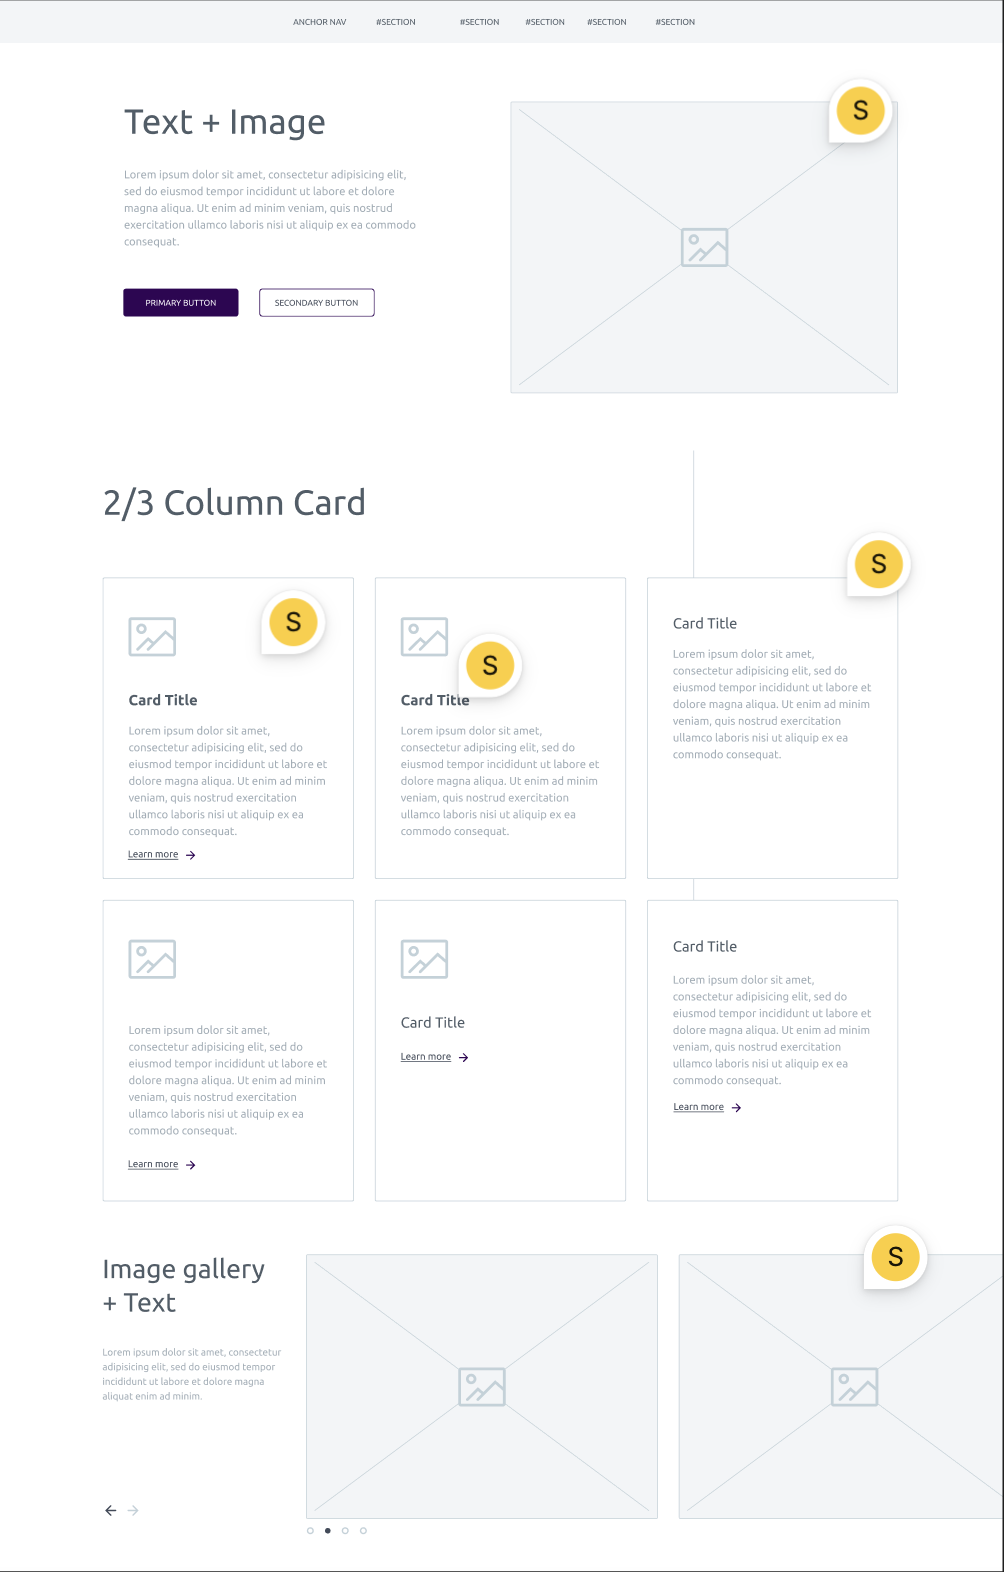 ANCHOR NAV #SECTION #SECTION #SECTION #SECTION #SECTION
S
Text + Image
Lorem ipsum dolor sit amet, consectetur adipisicing elit,
sed do eiusmod tempor incididunt ut labore et dolore
magna aliqua. Ut enim ad minim veniam, quis nostrud
exercitation ullamco laboris nisi ut aliquip ex ea commodo
consequat.
PRIMARY BUTTON
SECONDARY BUTTON
2/3 Column Card
S
Card Title
Lorem ipsum dolor sit amet,
consectetur adipisicing elit, sed do
eiusmod tempor incididunt ut labore et
dolore magna aliqua. Ut enim ad minim
veniam, quis nostrud exercitation
ullamco laboris nisi ut aliquip ex ea
commodo consequat.
Learn more
S
Card Title
Lorem ipsum dolor sit amet,
consectetur adipisicing elit, sed do
eiusmod tempor incididunt ut labore et
dolore magna aliqua. Ut enim ad minim
veniam, quis nostrud exercitation
ullamco laboris nisi ut aliquip ex ea
commodo consequat.
S
Card Title
Lorem ipsum dolor sit amet,
consectetur adipisicing elit, sed do
eiusmod tempor incididunt ut labore et
dolore magna aliqua. Ut enim ad minim
veniam, quis nostrud exercitation
ullamco laboris nisi ut aliquip ex ea
commodo consequat.
Lorem ipsum dolor sit amet,
consectetur adipisicing elit, sed do
eiusmod tempor incididunt ut labore et
dolore magna aliqua. Ut enim ad minim
veniam, quis nostrud exercitation
ullamco laboris nisi ut aliquip ex ea
commodo consequat.
Learn more
Card Title
Learn more
Card Title
Lorem ipsum dolor sit amet,
consectetur adipisicing elit, sed do
eiusmod tempor incididunt ut labore et
dolore magna aliqua. Ut enim ad minim
veniam, quis nostrud exercitation
ullamco laboris nisi ut aliquip ex ea
commodo consequat.
Learn more
Image gallery
+ Text
Lorem ipsum dolor sit amet, consectetur
adipisicing elit, sed do eiusmod tempor
incididunt ut labore et dolore magna
aliquat enim ad minim.
S